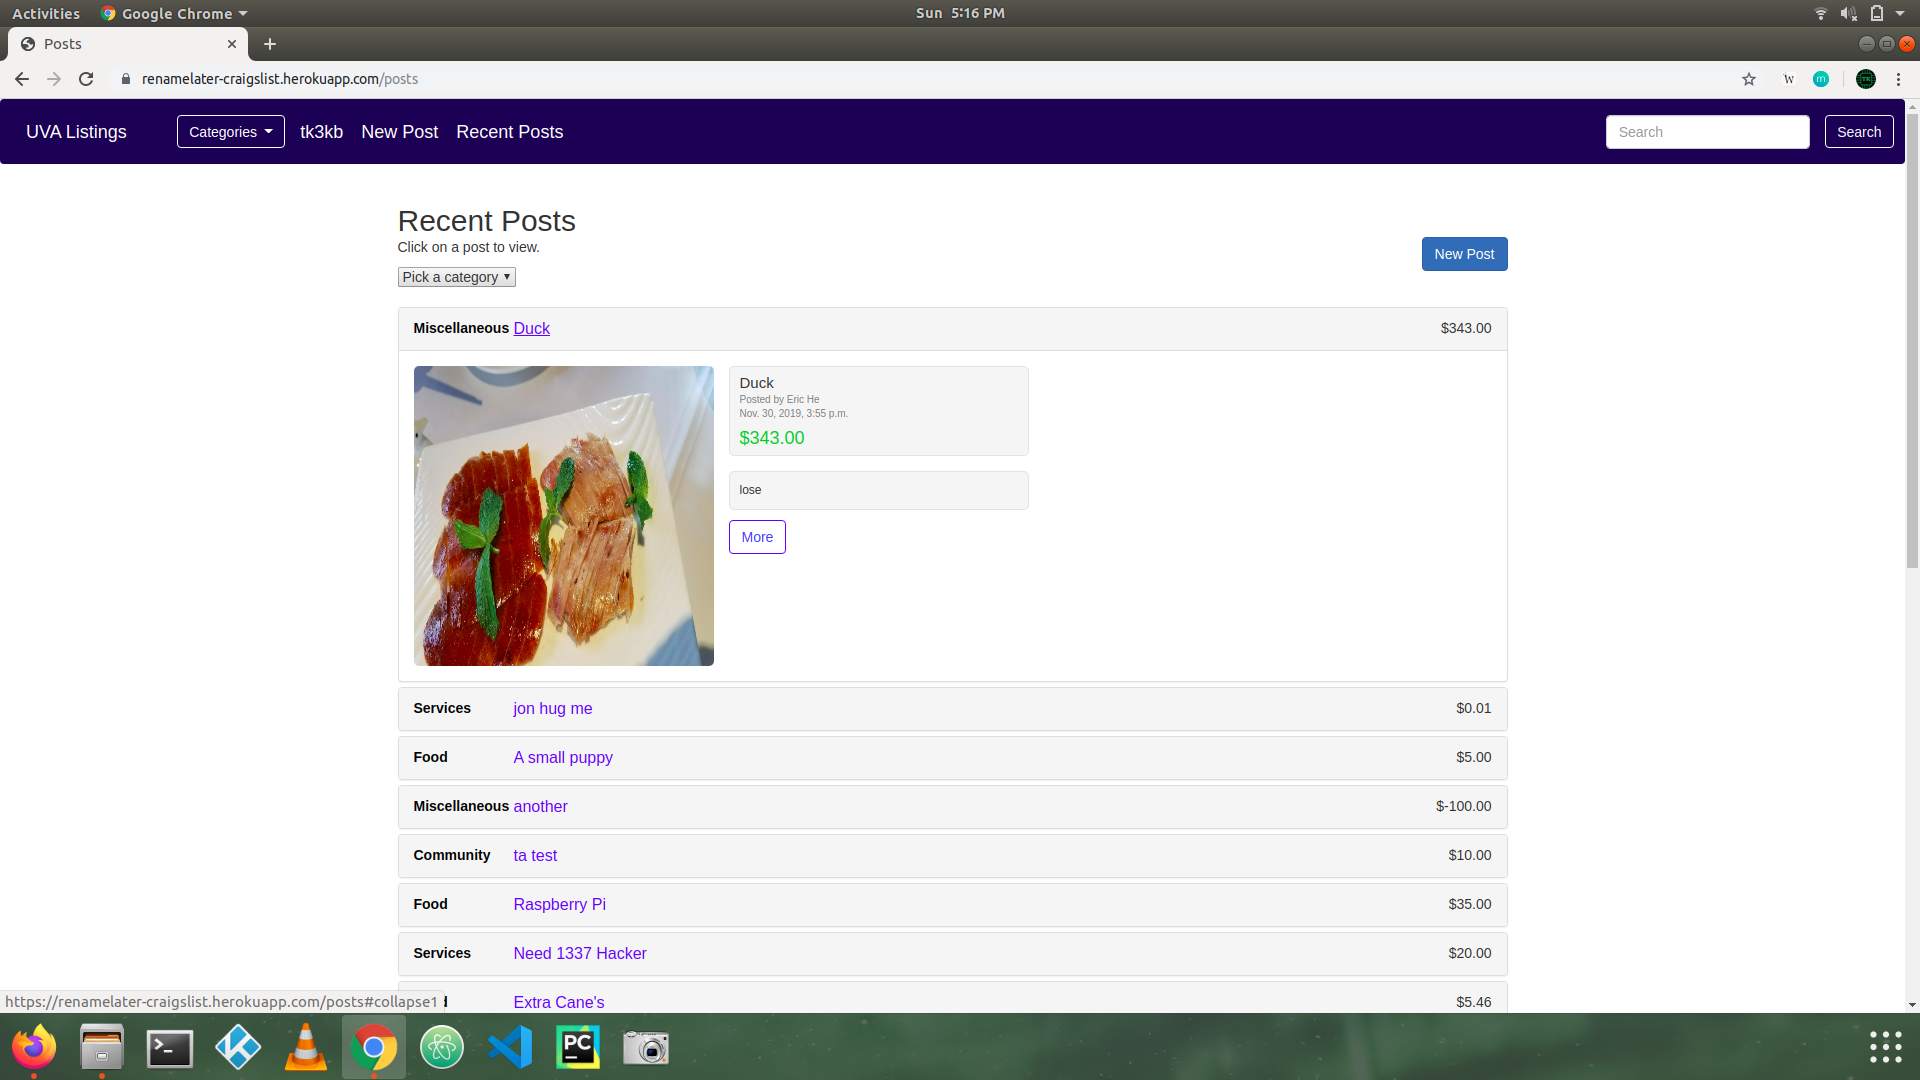 Activities Google Chrome Sun 5:16 PM
Posts
renamelater-craigslist.herokuapp.com/posts W m TK
UVA Listings Categories tk3kb New Post Recent Posts Search Search
Recent Posts
Click on a post to view.
New Post
Pick a category
Miscellaneous Duck $343.00
Duck
Posted by Eric He
Nov. 30, 2019, 3:55 p.m.
$343.00
lose
More
Services jon hug me $0.01
Food A small puppy $5.00
Miscellaneous another $-100.00
Community ta test $10.00
Food Raspberry Pi $35.00
Services Need 1337 Hacker $20.00
Extra Cane's $5.46
https://renamelater-craigslist.herokuapp.com/posts#collapse1
PC